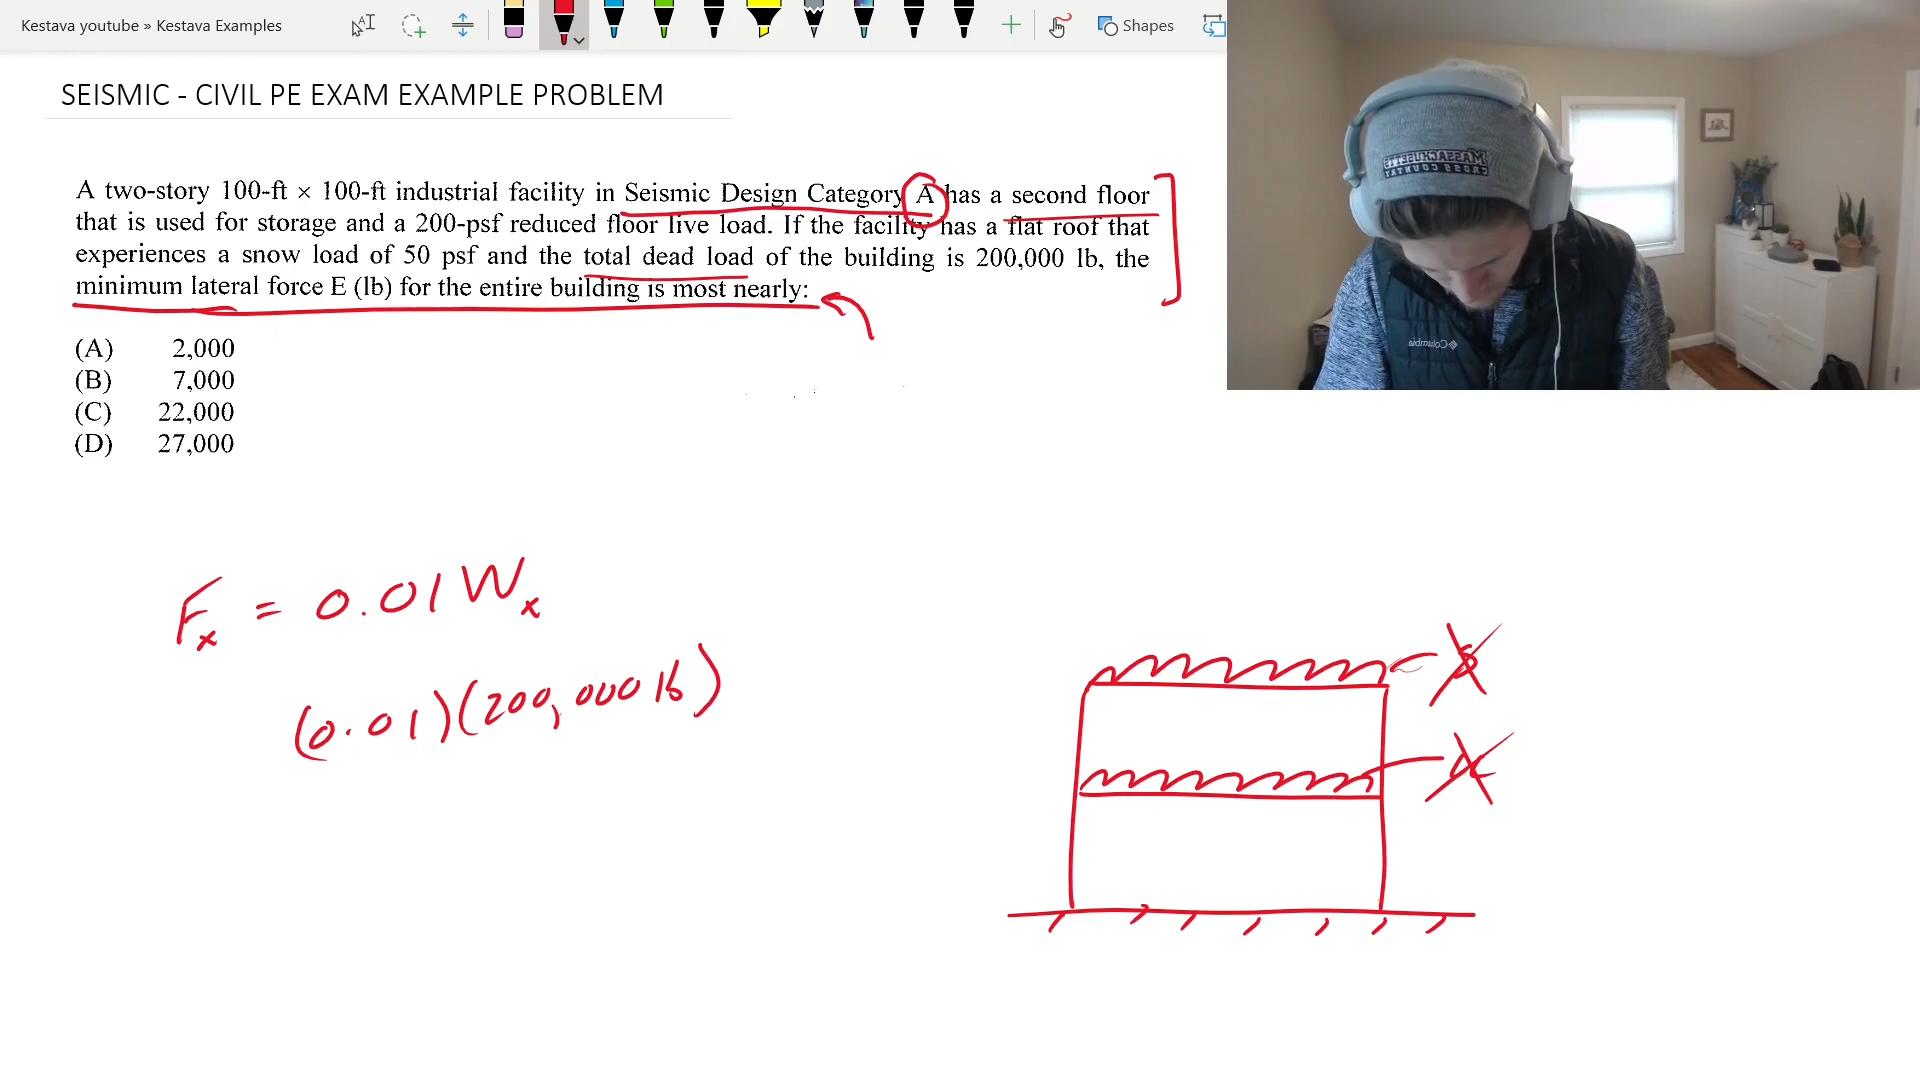 Kestava youtube » Kestava Examples
Shapes
SEISMIC - CIVIL PE EXAM EXAMPLE PROBLEM
A two-story 100-ft × 100-ft industrial facility in Seismic Design Category A has a second floor
that is used for storage and a 200-psf reduced floor live load. If the facility has a flat roof that
experiences a snow load of 50 psf and the total dead load of the building is 200,000 lb, the
minimum lateral force E (lb) for the entire building is most nearly:
(A) 2,000
(B) 7,000
(C) 22,000
(D) 27,000
Fx = 0.01 Wx
(0.01)(200,000 lb)
MASSACHUSETTS
CROSS COUNTRY
Columbia